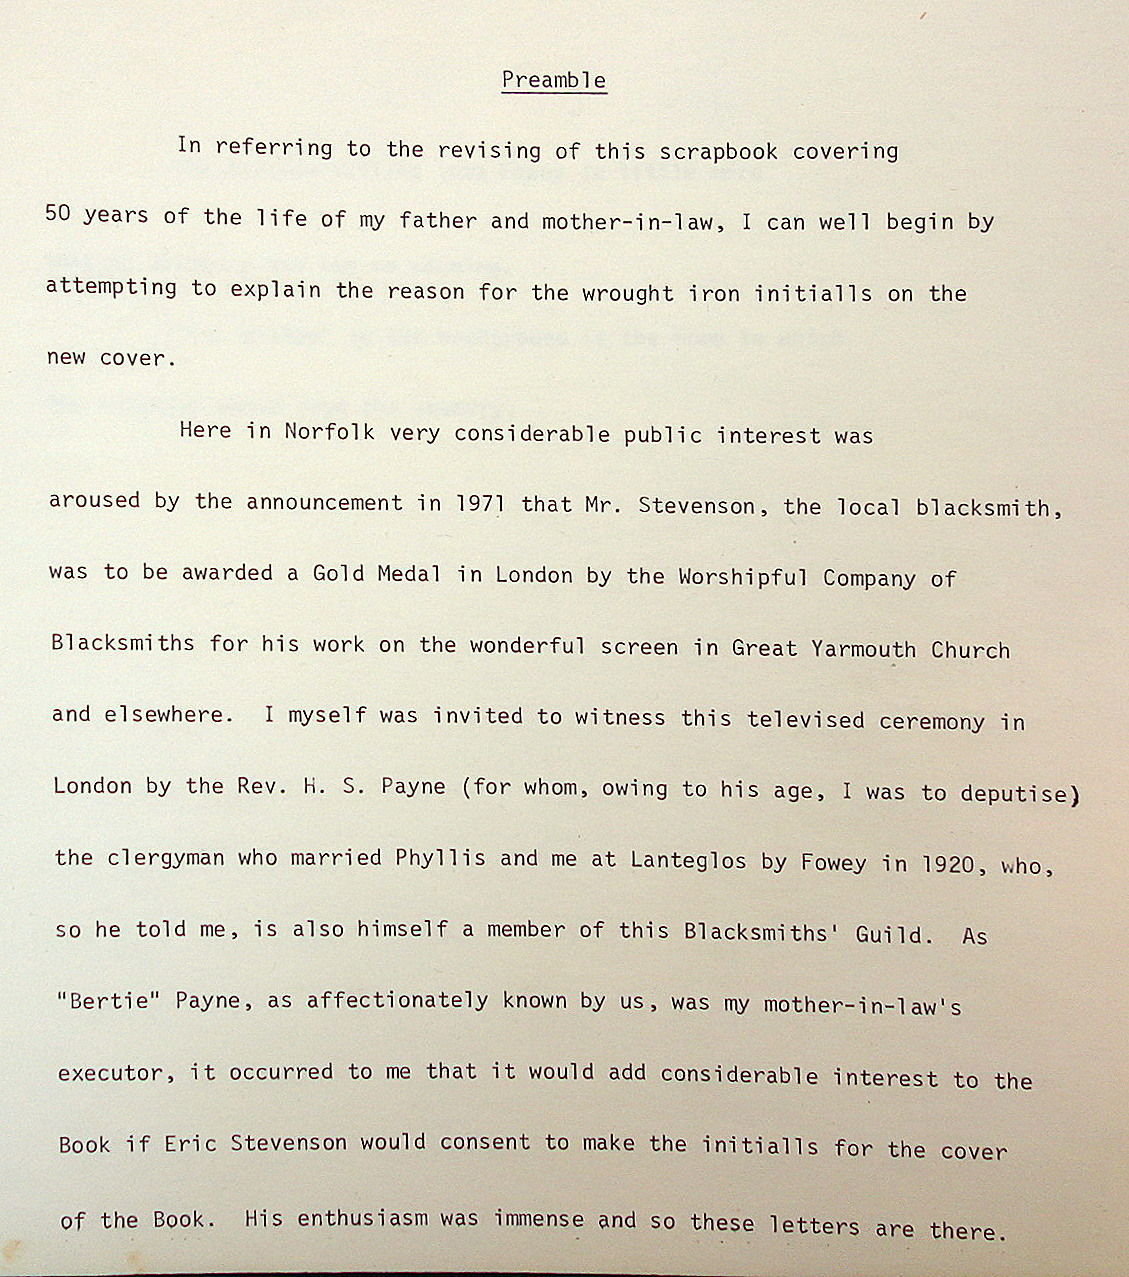 Preamble
In referring to the revising of this scrapbook covering
50 years of the life of my father and mother-in-law, I can well begin by
attempting to explain the reason for the wrought iron initialls on the
new cover.
Here in Norfolk very considerable public interest was
aroused by the announcement in 1971 that Mr. Stevenson, the local blacksmith,
was to be awarded a Gold Medal in London by the Worshipful Company of
Blacksmiths for his work on the wonderful screen in Great Yarmouth Church
and elsewhere.  I myself was invited to witness this televised ceremony in
London by the Rev. H. S. Payne (for whom, owing to his age, I was to deputise)
the clergyman who married Phyllis and me at Lanteglos by Fowey in 1920, who,
so he told me, is also himself a member of this Blacksmiths' Guild.  As
"Bertie" Payne, as affectionately known by us, was my mother-in-law's
executor, it occurred to me that it would add considerable interest to the
Book if Eric Stevenson would consent to make the initialls for the cover
of the Book.  His enthusiasm was immense and so these letters are there.